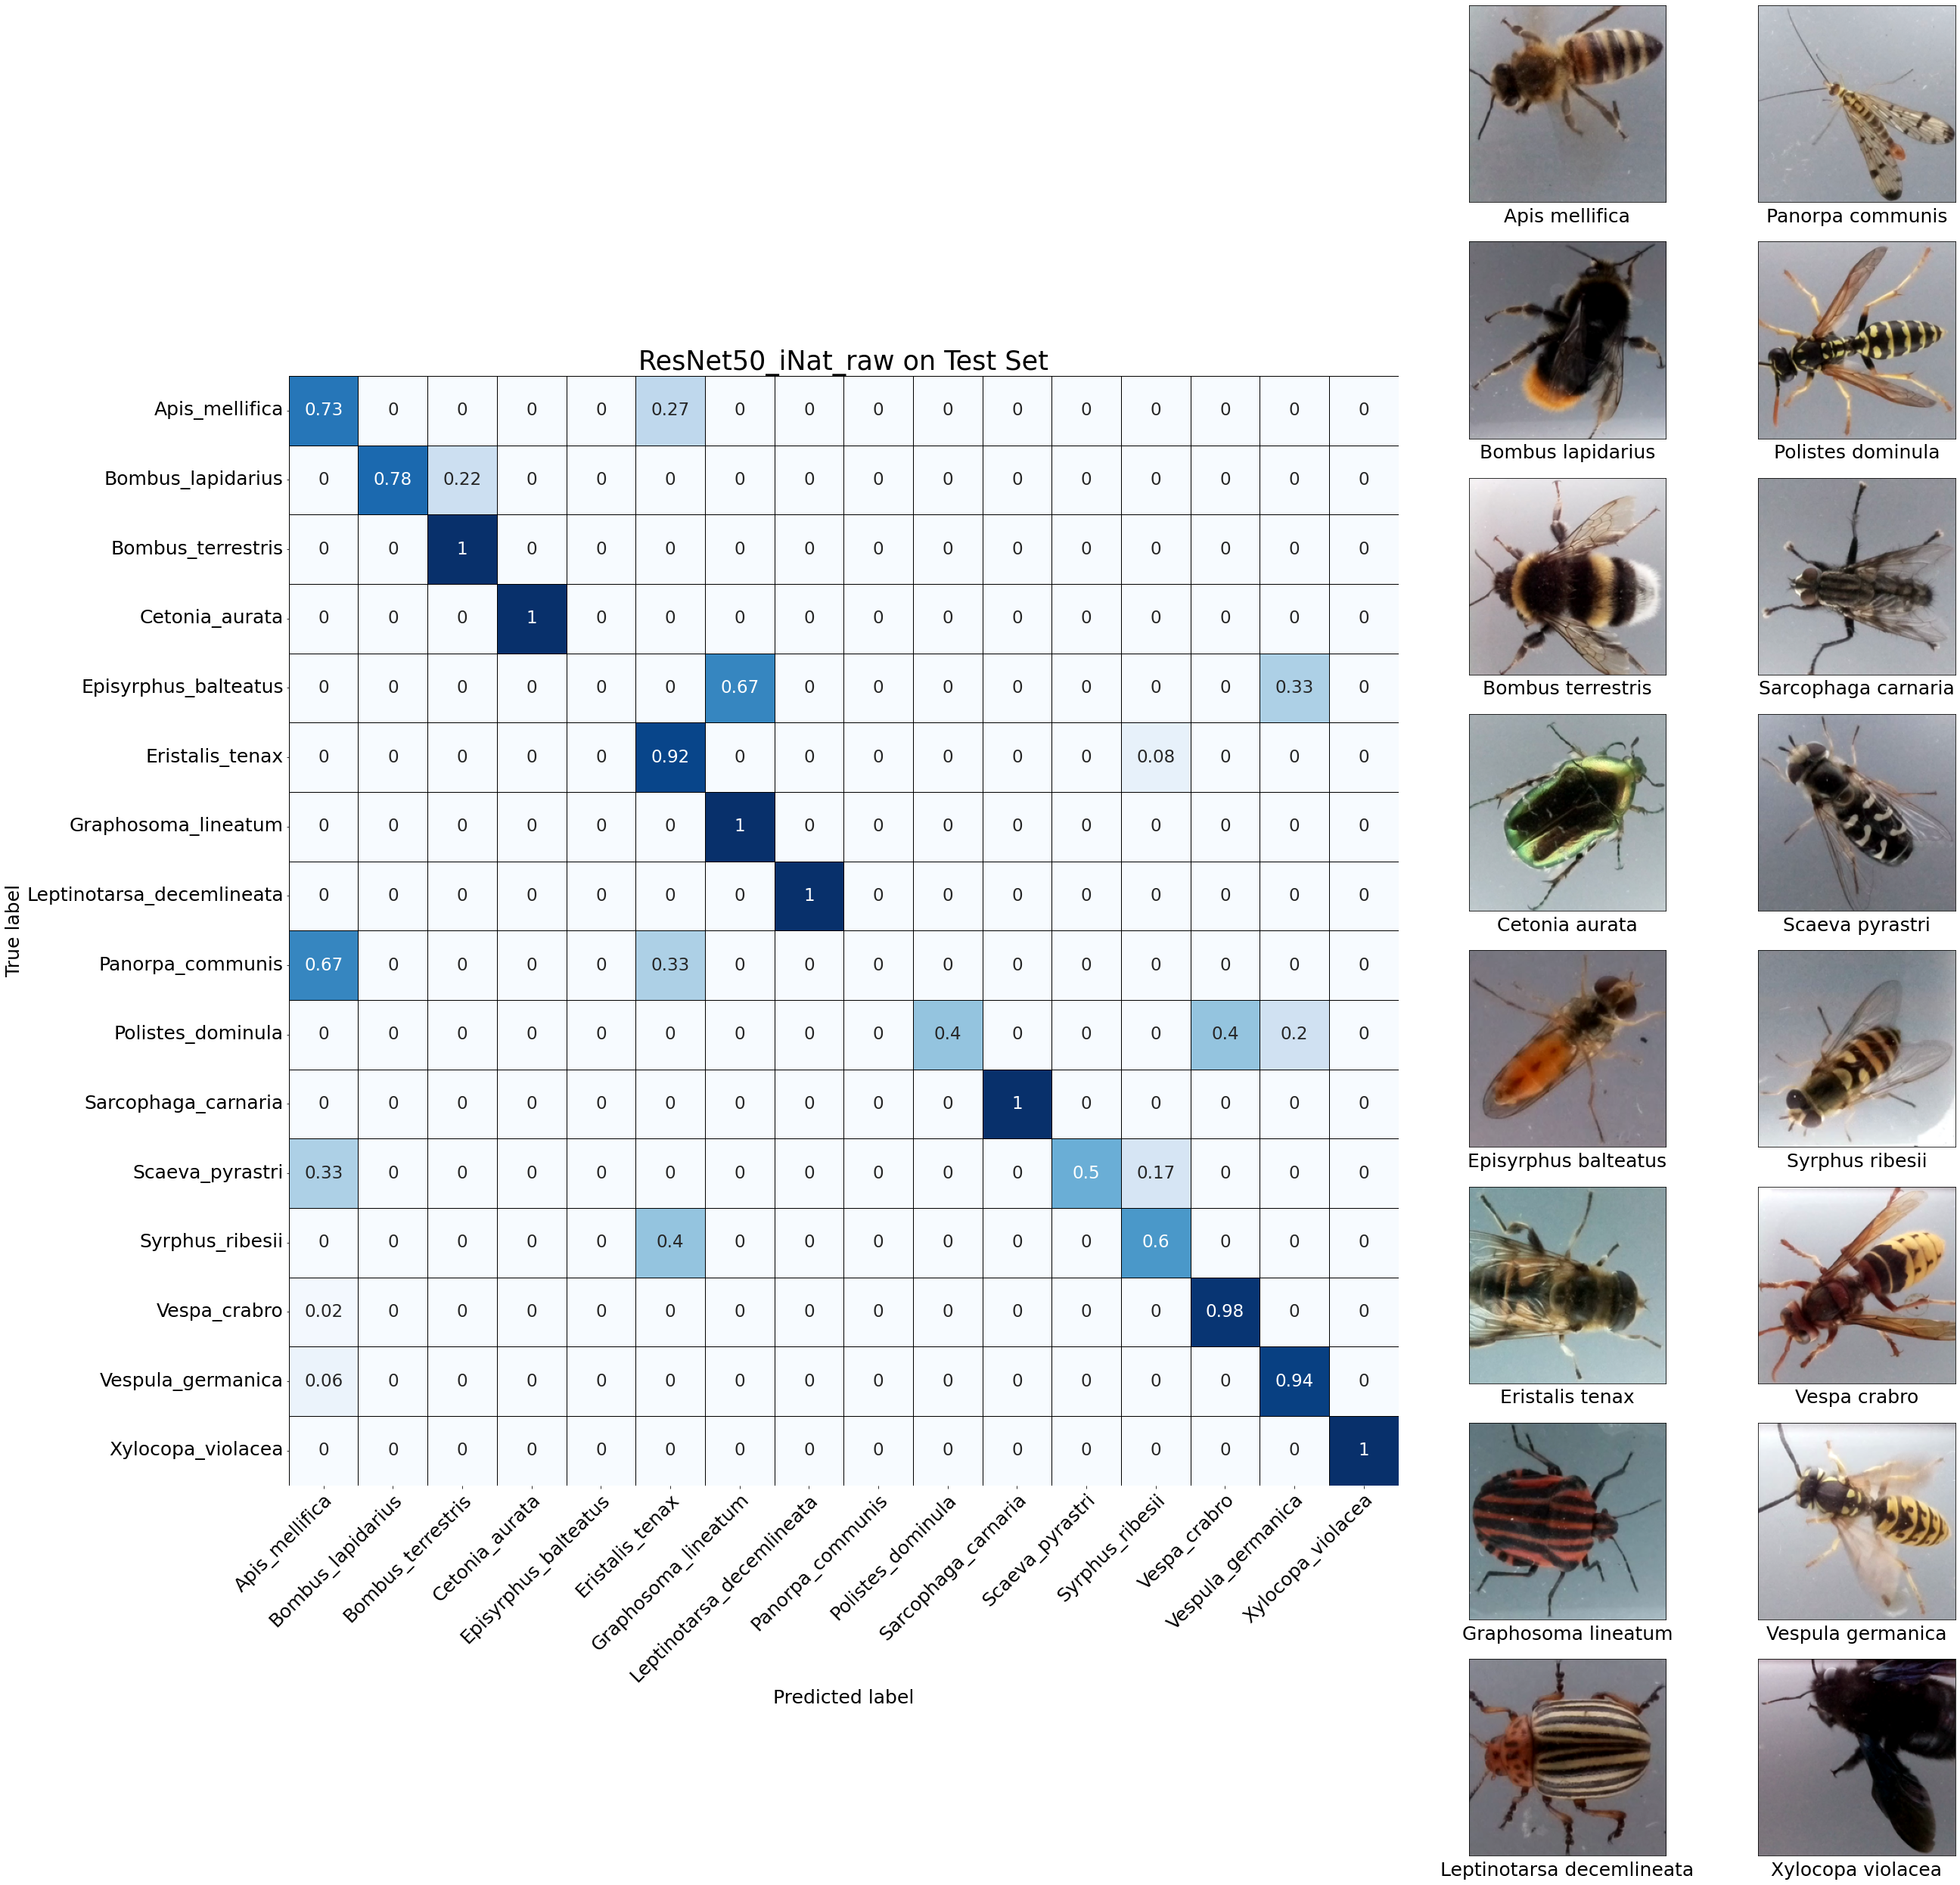 ResNet50_iNat_raw on Test Set
True label
Apis_mellifica 0.73 0 0 0 0 0.27 0 0 0 0 0 0 0 0 0 0
Bombus_lapidarius 0 0.78 0.22 0 0 0 0 0 0 0 0 0 0 0 0 0
Bombus_terrestris 0 0 1 0 0 0 0 0 0 0 0 0 0 0 0 0
Cetonia_aurata 0 0 0 1 0 0 0 0 0 0 0 0 0 0 0 0
Episyrphus_balteatus 0 0 0 0 0 0 0.67 0 0 0 0 0 0 0 0.33 0
Eristalis_tenax 0 0 0 0 0 0.92 0 0 0 0 0 0 0.08 0 0 0
Graphosoma_lineatum 0 0 0 0 0 0 1 0 0 0 0 0 0 0 0 0
Leptinotarsa_decemlineata 0 0 0 0 0 0 0 1 0 0 0 0 0 0 0 0
Panorpa_communis 0.67 0 0 0 0 0.33 0 0 0 0 0 0 0 0 0 0
Polistes_dominula 0 0 0 0 0 0 0 0 0 0.4 0 0 0 0.4 0.2 0
Sarcophaga_carnaria 0 0 0 0 0 0 0 0 0 0 1 0 0 0 0 0
Scaeva_pyrastri 0.33 0 0 0 0 0 0 0 0 0 0 0.5 0.17 0 0 0
Syrphus_ribesii 0 0 0 0 0 0.4 0 0 0 0 0 0 0.6 0 0 0
Vespa_crabro 0.02 0 0 0 0 0 0 0 0 0 0 0 0 0.98 0 0
Vespula_germanica 0.06 0 0 0 0 0 0 0 0 0 0 0 0 0 0.94 0
Xylocopa_violacea 0 0 0 0 0 0 0 0 0 0 0 0 0 0 0 1
Apis_mellifica
Bombus_lapidarius
Bombus_terrestris
Cetonia_aurata
Episyrphus_balteatus
Eristalis_tenax
Graphosoma_lineatum
Leptinotarsa_decemlineata
Panorpa_communis
Polistes_dominula
Sarcophaga_carnaria
Scaeva_pyrastri
Syrphus_ribesii
Vespa_crabro
Vespula_germanica
Xylocopa_violacea
Predicted label
Apis mellifica
Panorpa communis
Bombus lapidarius
Polistes dominula
Bombus terrestris
Sarcophaga carnaria
Cetonia aurata
Scaeva pyrastri
Episyrphus balteatus
Syrphus ribesii
Eristalis tenax
Vespa crabro
Graphosoma lineatum
Vespula germanica
Leptinotarsa decemlineata
Xylocopa violacea